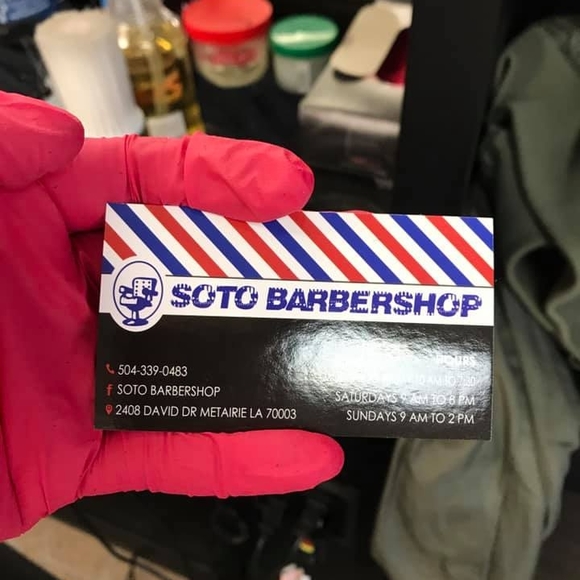 SOTO BARBERSHOP
504-339-0483
SOTO BARBERSHOP
2408 DAVID DR METAIRIE LA 70003
HOURS
SATURDAYS 9 AM TO 8 PM
SUNDAYS 9 AM TO 2 PM